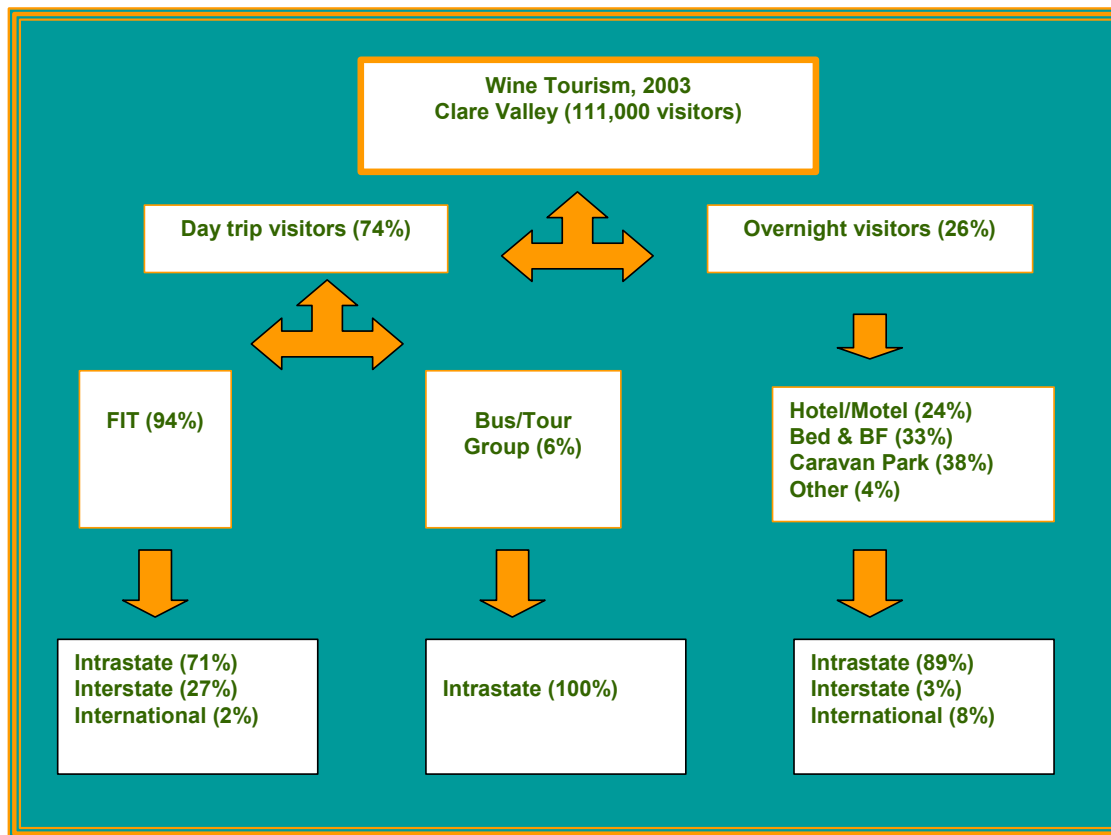 Wine Tourism, 2003
Clare Valley (111,000 visitors)
Day trip visitors (74%)
Overnight visitors (26%)
FIT (94%)
Bus/Tour
Group (6%)
Hotel/Motel (24%)
Bed & BF (33%)
Caravan Park (38%)
Other (4%)
Intrastate (71%)
Interstate (27%)
International (2%)
Intrastate (100%)
Intrastate (89%)
Interstate (3%)
International (8%)